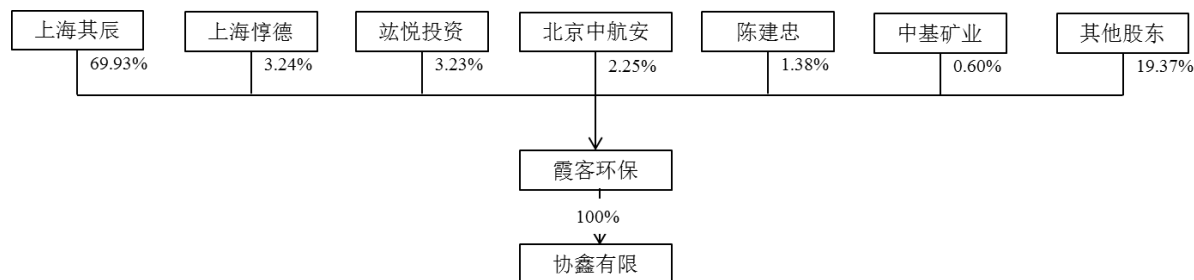 上海其辰
上海惇德
竑悦投资
北京中航安
陈建忠
中基矿业
其他股东
69.93%
3.24%
3.23%
2.25%
1.38%
0.60%
19.37%
霞客环保
100%
协鑫有限